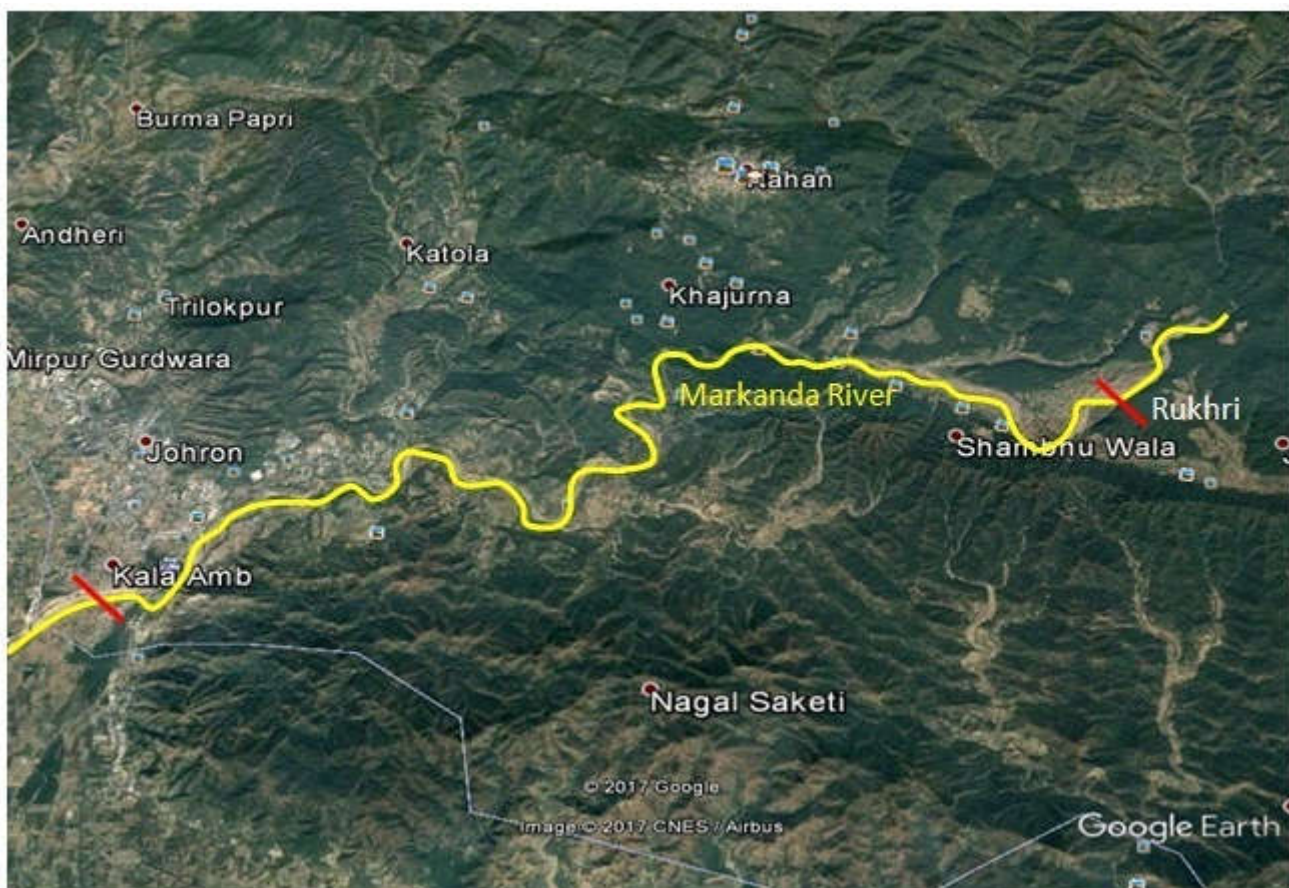 Burma Papri
Nahan
Andheri
Katola
Khajurna
Trilokpur
Mirpur Gurdwara
Markanda River
Rukhri
Johron
Shambhu Wala
Kala Amb
Nagal Saketi
© 2017 Google
Image © 2017 CNES / Airbus
Google Earth